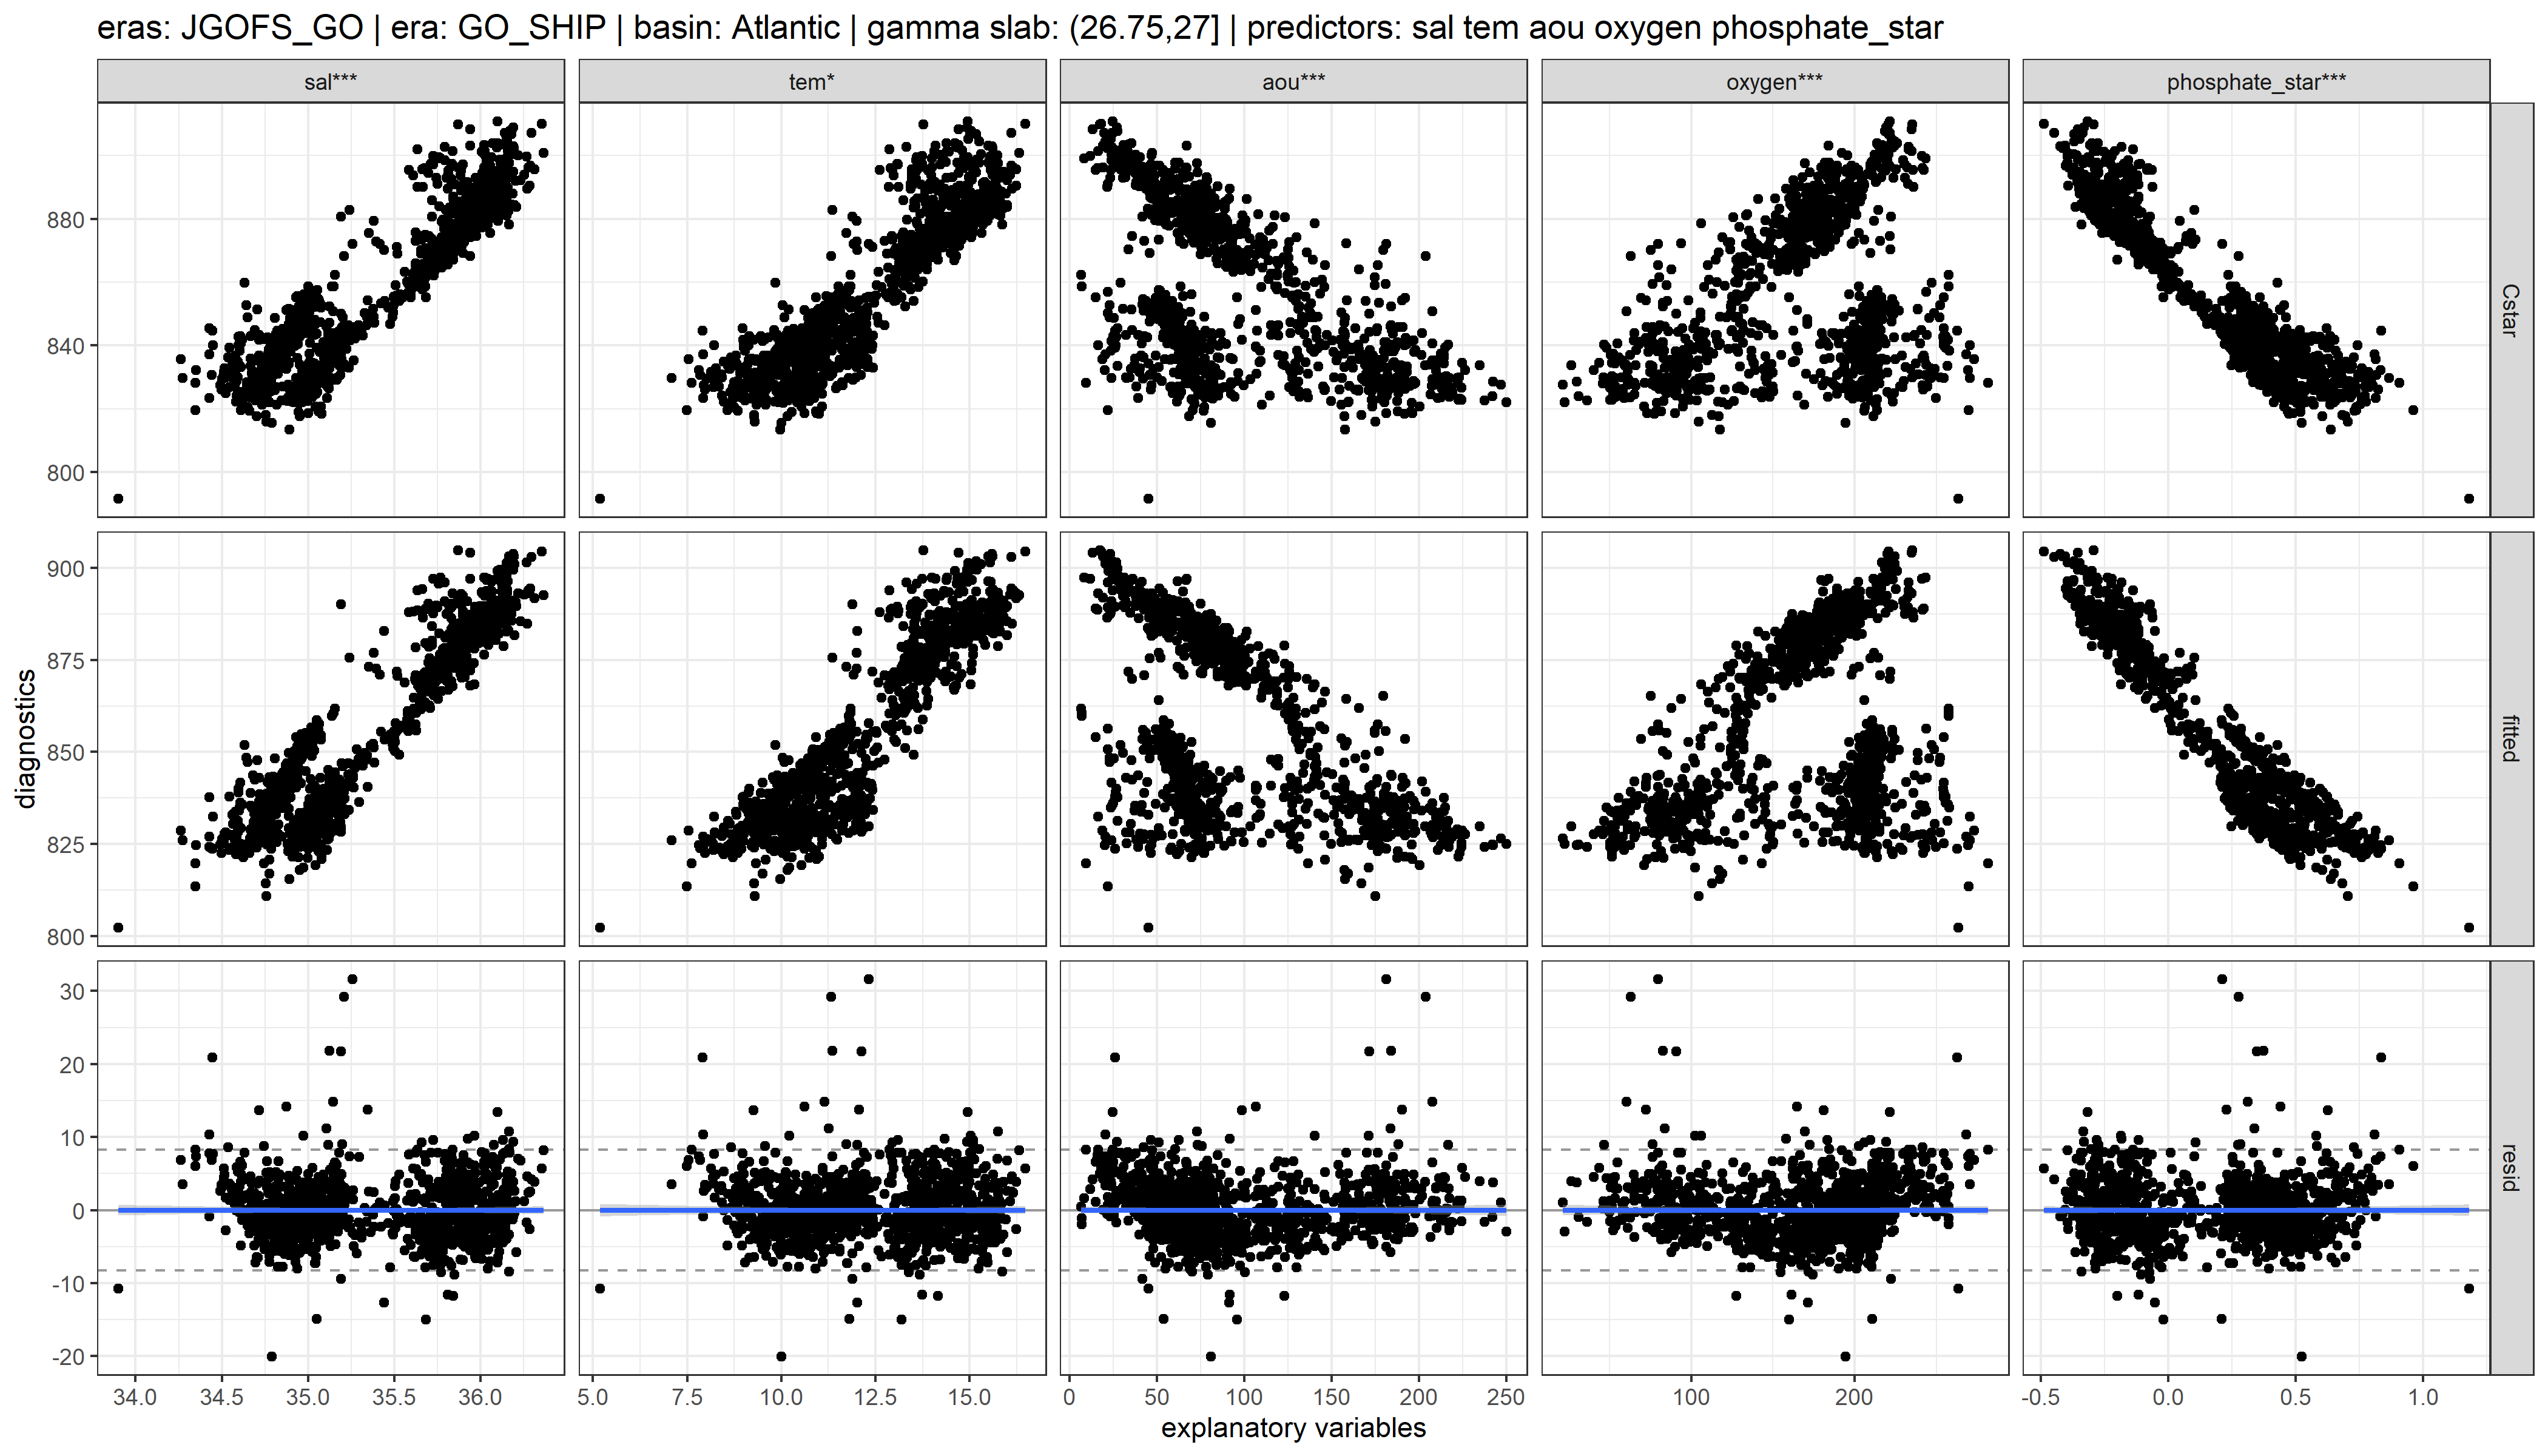 eras: JGOFS_GO | era: GO_SHIP | basin: Atlantic | gamma slab: (26.75,27] | predictors: sal tem aou oxygen phosphate_star
sal*** tem* aou*** oxygen*** phosphate_star***
880
840
800
Cstar
900
875
850
825
800
fitted
diagnostics
30
20
10
0
-10
-20
resid
34.0 34.5 35.0 35.5 36.0 5.0 7.5 10.0 12.5 15.0 0 50 100 150 200 250 100 200 -0.5 0.0 0.5 1.0
explanatory variables